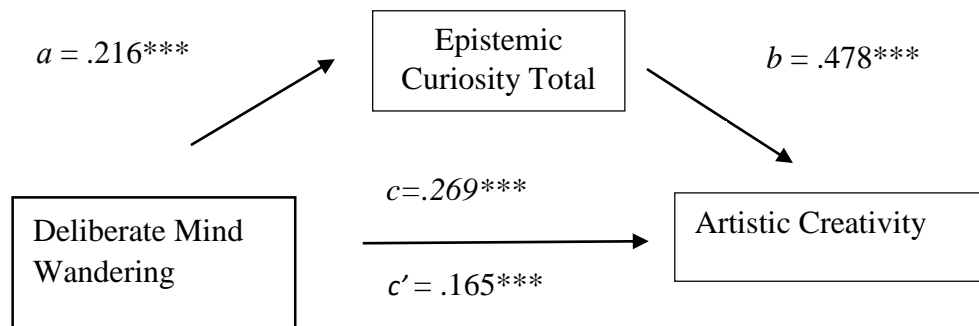 a = .216***
Epistemic
Curiosity Total
b = .478***
c=.269***
Deliberate Mind
Wandering
Artistic Creativity
c′ = .165***